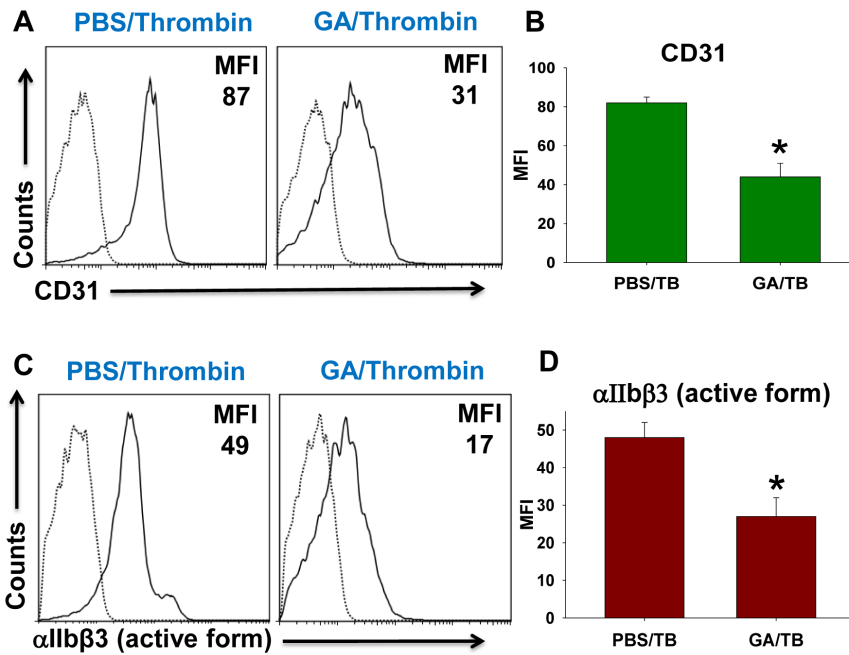 A
PBS/Thrombin
GA/Thrombin
MFI
87
MFI
31
Counts
CD31
B
CD31
100
80
60
40
20
0
MFI
*
PBS/TB
GA/TB
C
PBS/Thrombin
GA/Thrombin
MFI
49
MFI
17
Counts
αIIbβ3 (active form)
D
αIIbβ3 (active form)
50
40
30
20
10
0
MFI
*
PBS/TB
GA/TB